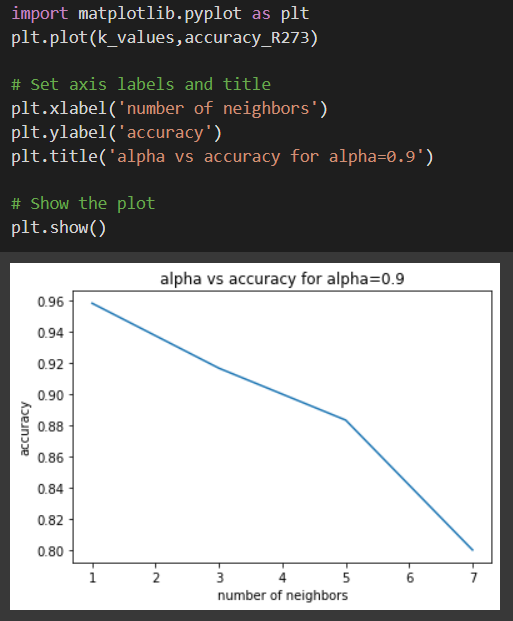 import matplotlib.pyplot as plt
plt.plot(k_values,accuracy_R273)
# Set axis labels and title
plt.xlabel('number of neighbors')
plt.ylabel('accuracy')
plt.title('alpha vs accuracy for alpha=0.9')
# Show the plot
plt.show()
alpha vs accuracy for alpha=0.9
0.96
0.94
0.92
0.90
0.88
0.86
0.84
0.82
0.80
accuracy
1 2 3 4 5 6 7
number of neighbors